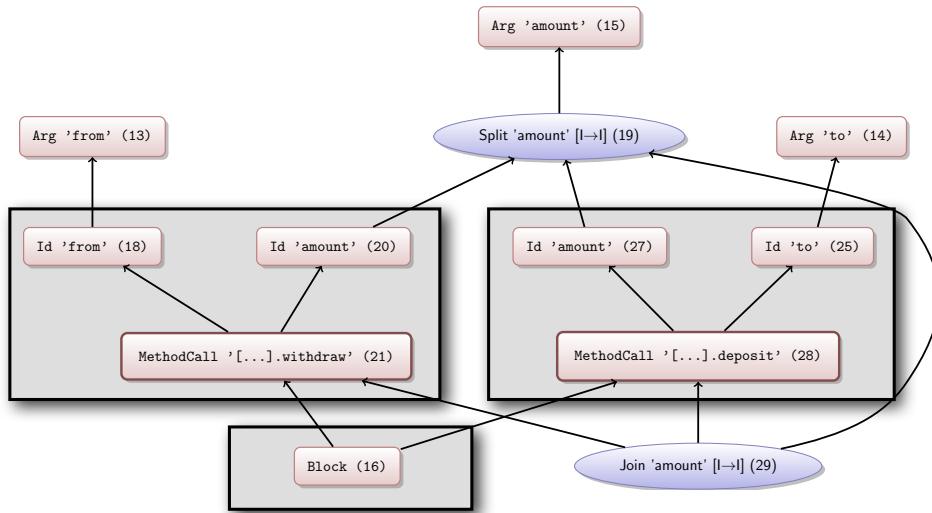 Arg 'amount' (15)
Arg 'from' (13)
Split 'amount' [I→I] (19)
Arg 'to' (14)
Id 'from' (18)
Id 'amount' (20)
Id 'amount' (27)
Id 'to' (25)
MethodCall '[...].withdraw' (21)
MethodCall '[...].deposit' (28)
Block (16)
Join 'amount' [I→I] (29)